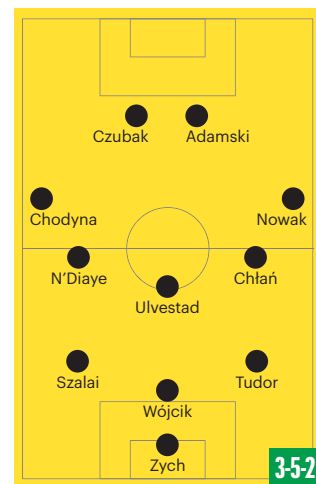 Czubak
Adamski
Chodyna
Nowak
N'Diaye
Chłań
Ulvestad
Szalai
Tudor
Wójcik
Zych
3-5-2